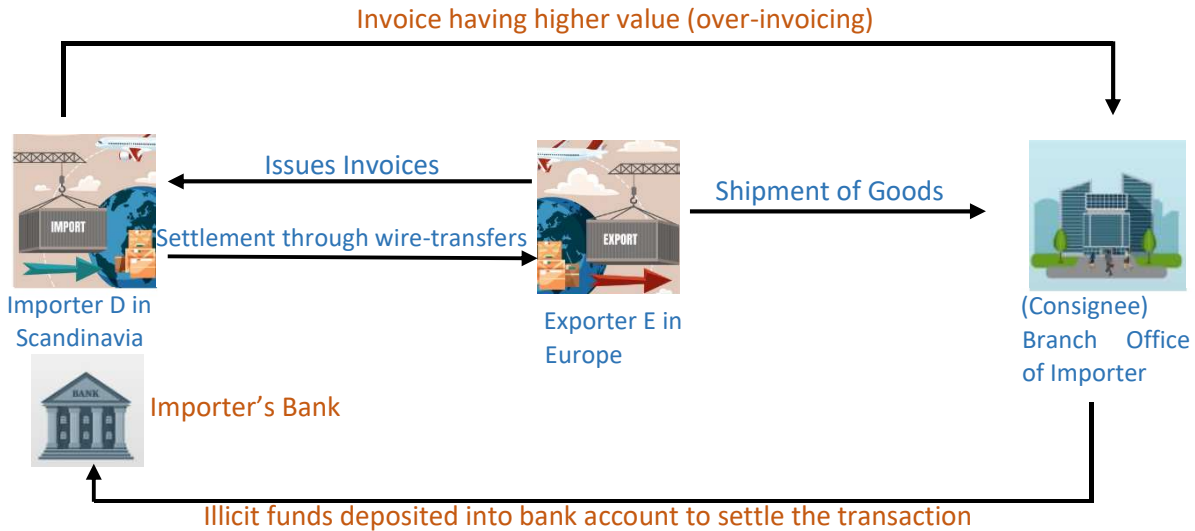 Invoice having higher value (over-invoicing)
Issues Invoices
Shipment of Goods
IMPORT
EXPORT
Settlement through wire-transfers
Importer D in
Scandinavia
Exporter E in
Europe
(Consignee)
Branch Office
of Importer
BANK
Importer's Bank
Illicit funds deposited into bank account to settle the transaction